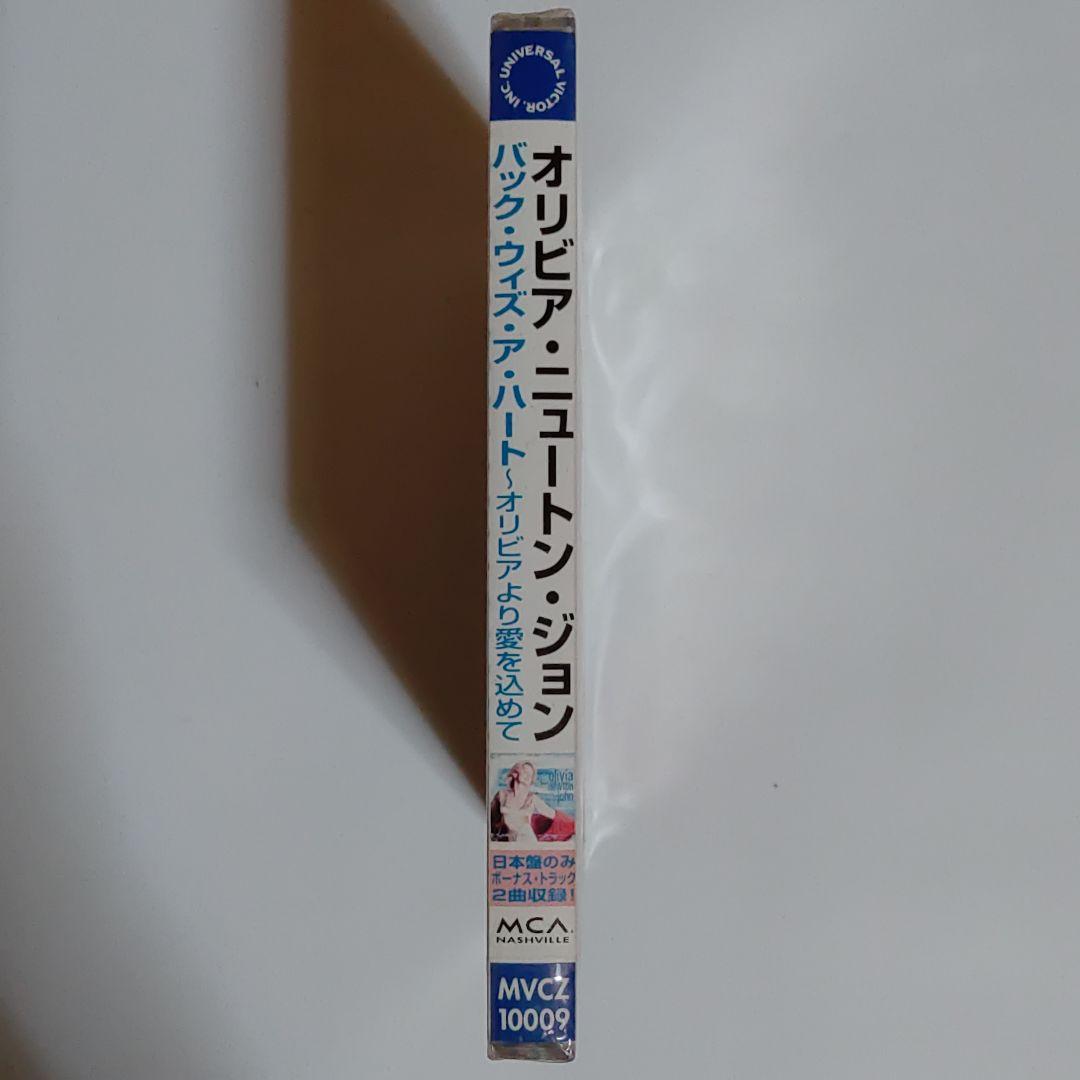 UNIVERSAL VICTOR, INC.
オリビア・ニュートン・ジョン
バック・ウィズ・ア・ハート～オリビアより愛を込めて
olivia
newton
john
日本盤のみ
ボーナス・トラック
2曲収録!
MCA
NASHVILLE
MVCZ
10009